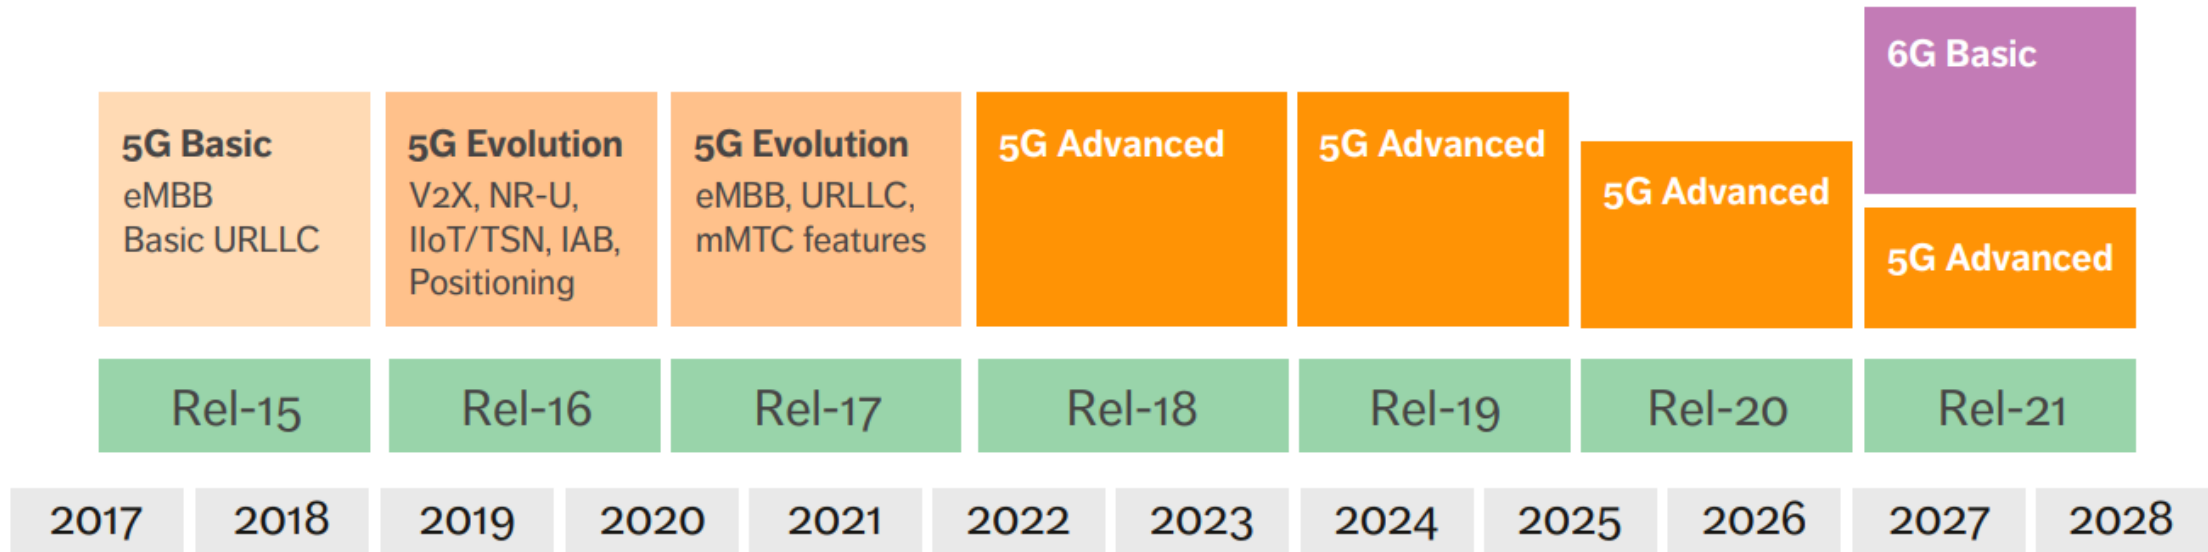 6G Basic
5G Basic
eMBB
Basic URLLC
5G Evolution
V2X, NR-U,
IIoT/TSN, IAB,
Positioning
5G Evolution
eMBB, URLLC,
mMTC features
5G Advanced
5G Advanced
5G Advanced
5G Advanced
Rel-15
Rel-16
Rel-17
Rel-18
Rel-19
Rel-20
Rel-21
2017
2018
2019
2020
2021
2022
2023
2024
2025
2026
2027
2028